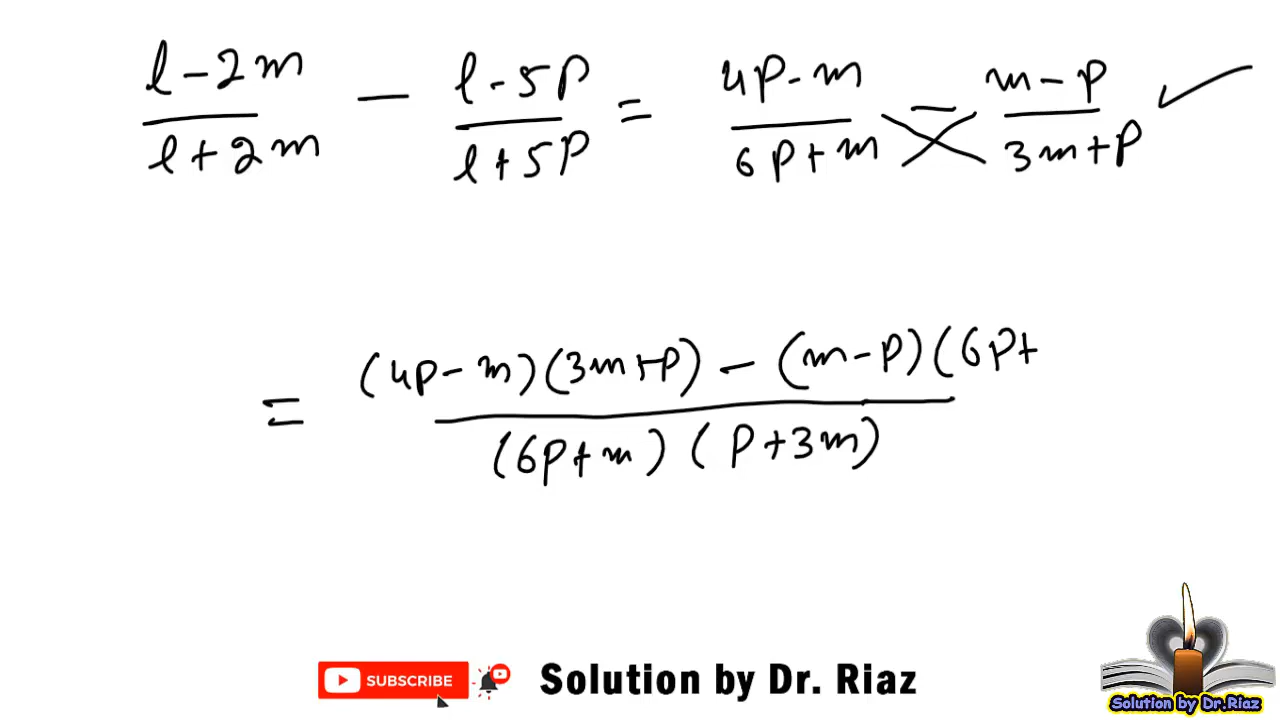 l - 2m / l + 2m - l - 5p / l + 5p = 4p - m / 6p + m - m - p / 3m + p ✓
= (4p - m)(3m + p) - (m - p)(6p+ / (6p + m)(p + 3m)
SUBSCRIBE Solution by Dr. Riaz
Solution by Dr.Riaz